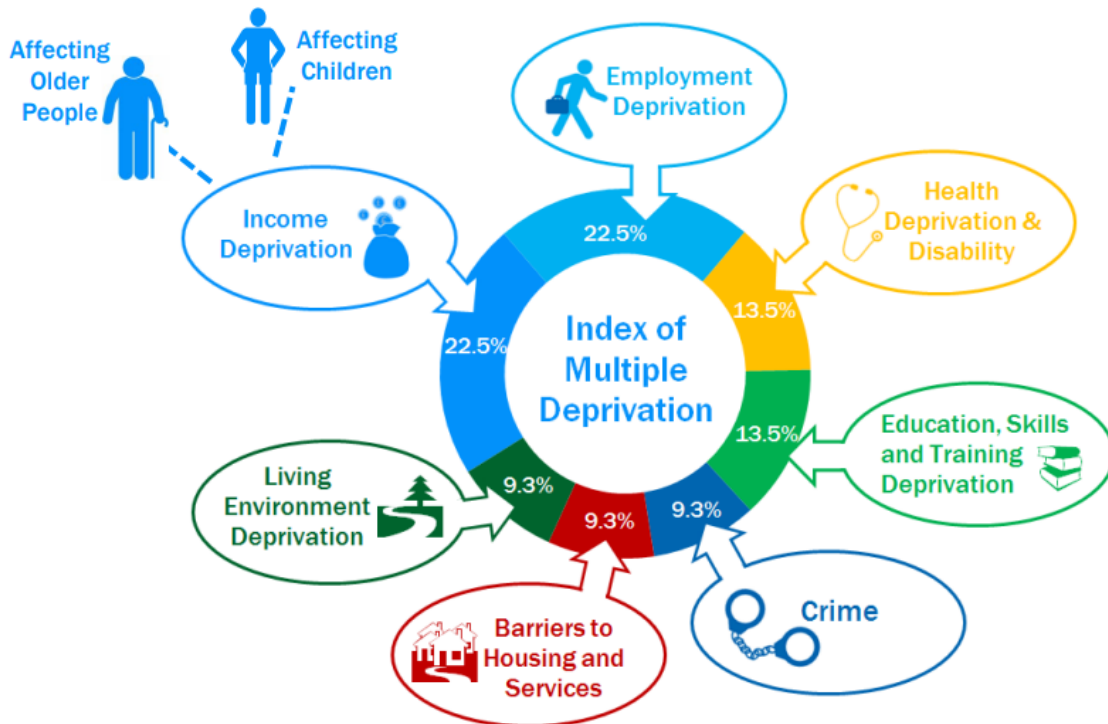 Affecting
Older
People
Affecting
Children
Employment
Deprivation
Income
Deprivation
Health
Deprivation &
Disability
22.5%
13.5%
22.5%
Index of
Multiple
Deprivation
13.5%
Education, Skills
and Training
Deprivation
Living
Environment
Deprivation
9.3%
9.3%
9.3%
Barriers to
Housing and
Services
Crime